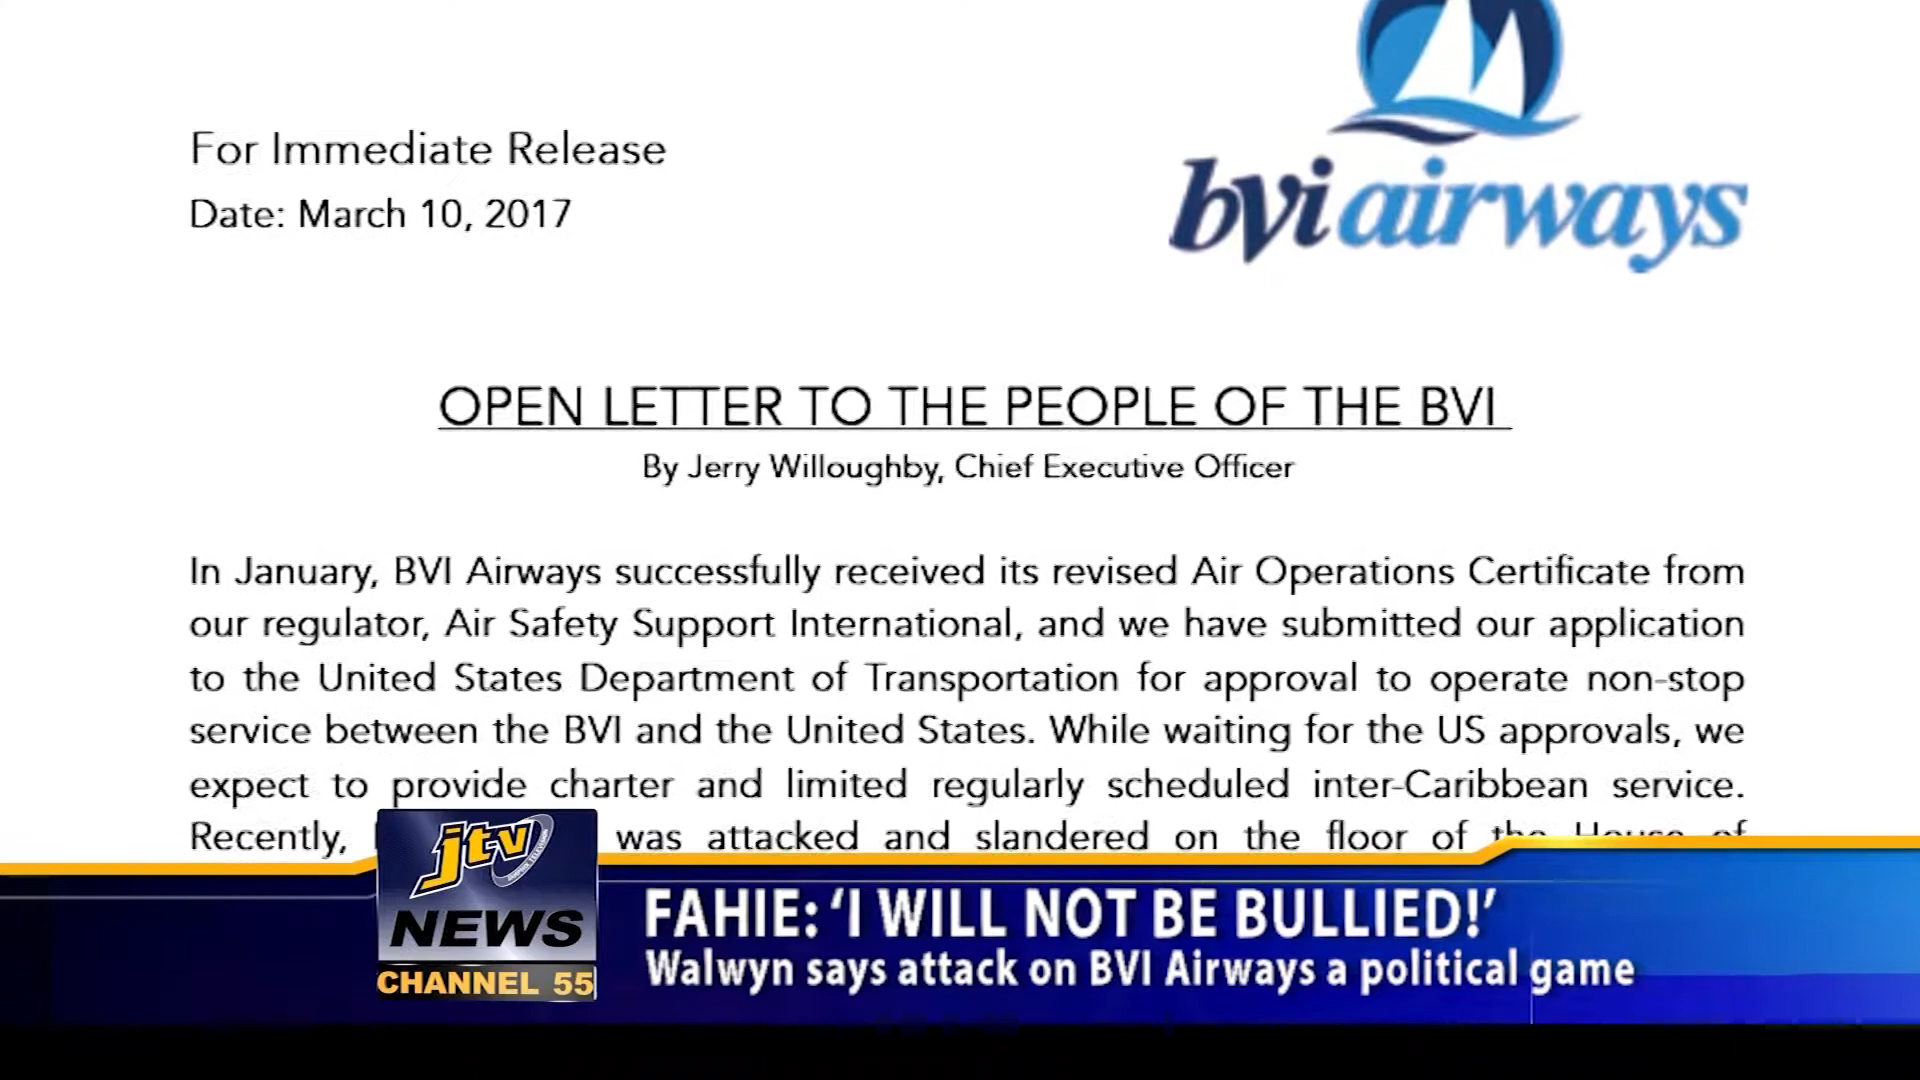 For Immediate Release
Date: March 10, 2017
bvi airways
OPEN LETTER TO THE PEOPLE OF THE BVI
By Jerry Willoughby, Chief Executive Officer
In January, BVI Airways successfully received its revised Air Operations Certificate from
our regulator, Air Safety Support International, and we have submitted our application
to the United States Department of Transportation for approval to operate non-stop
service between the BVI and the United States. While waiting for the US approvals, we
expect to provide charter and limited regularly scheduled inter-Caribbean service.
Recently, was attacked and slandered on the floor of the House of
jtv
NEWS
CHANNEL 55
FAHIE: ‘I WILL NOT BE BULLIED!’
Walwyn says attack on BVI Airways a political game